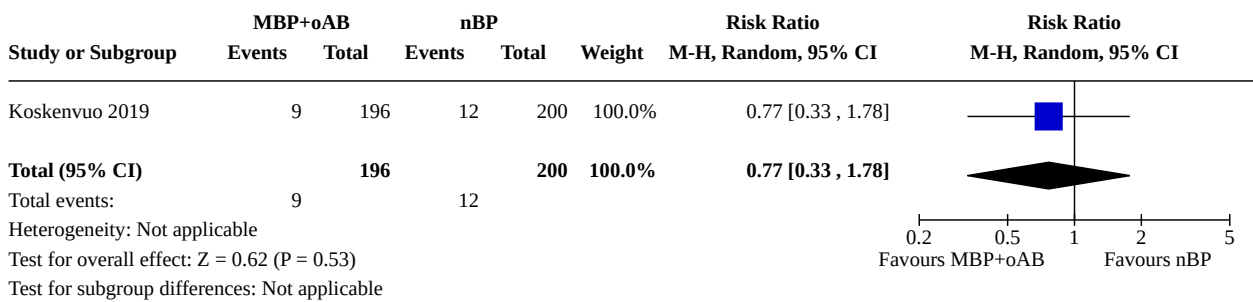 MBP+oAB nBP Risk Ratio Risk Ratio
Study or Subgroup Events Total Events Total Weight M-H, Random, 95% CI M-H, Random, 95% CI
Koskenvuo 2019 9 196 12 200 100.0% 0.77 [0.33 , 1.78]
Total (95% CI) 196 200 100.0% 0.77 [0.33 , 1.78]
Total events: 9 12
Heterogeneity: Not applicable
0.2 0.5 1 2 5
Test for overall effect: Z = 0.62 (P = 0.53) Favours MBP+oAB Favours nBP
Test for subgroup differences: Not applicable